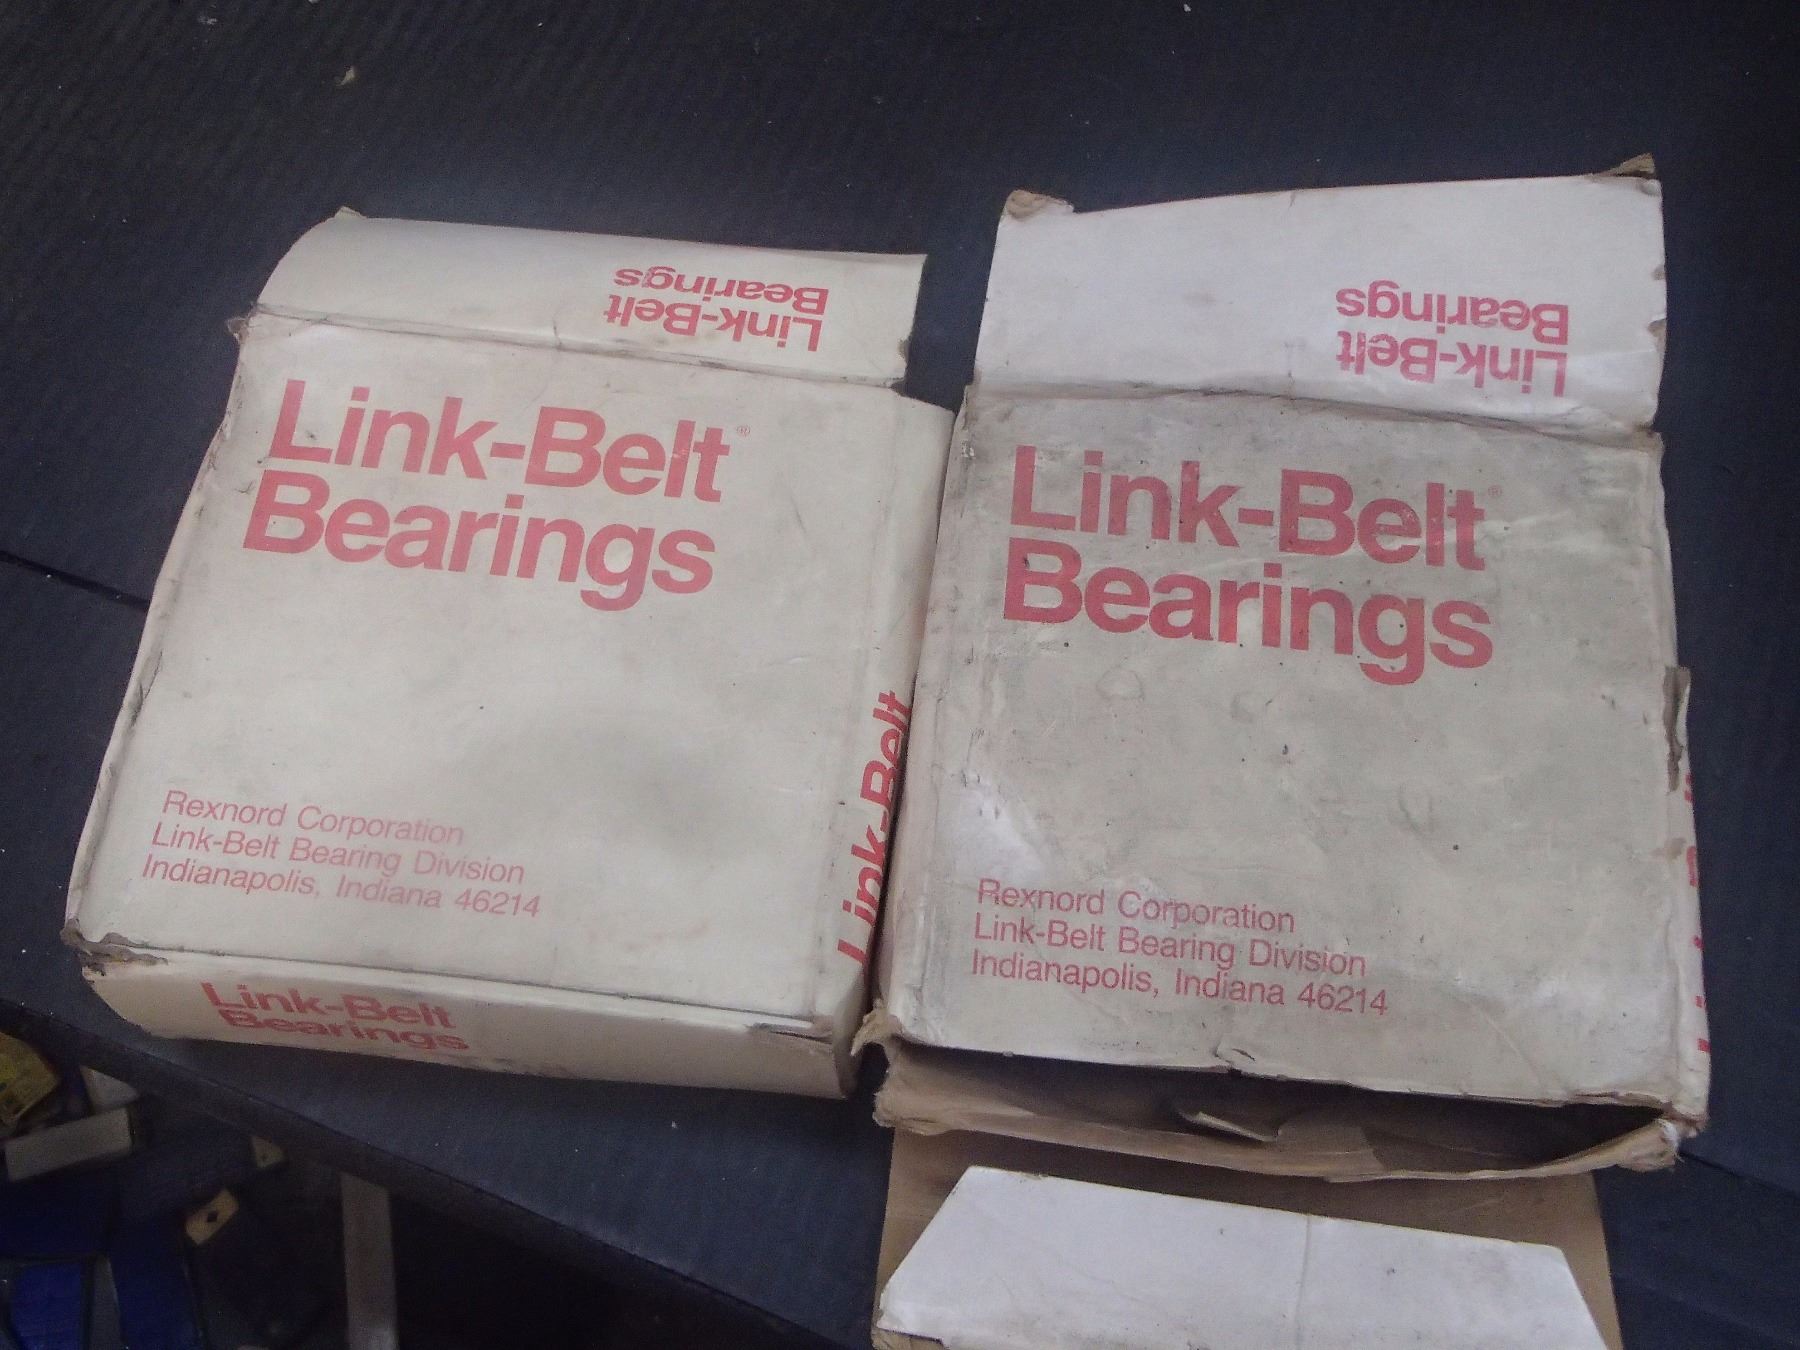 Link-Belt
Bearings
Link-Belt®
Bearings
Rexnord Corporation
Link-Belt Bearing Division
Indianapolis, Indiana 46214
Link-Belt
Link-Belt
Bearings
Link-Belt
Bearings
Link-Belt®
Bearings
Rexnord Corporation
Link-Belt Bearing Division
Indianapolis, Indiana 46214